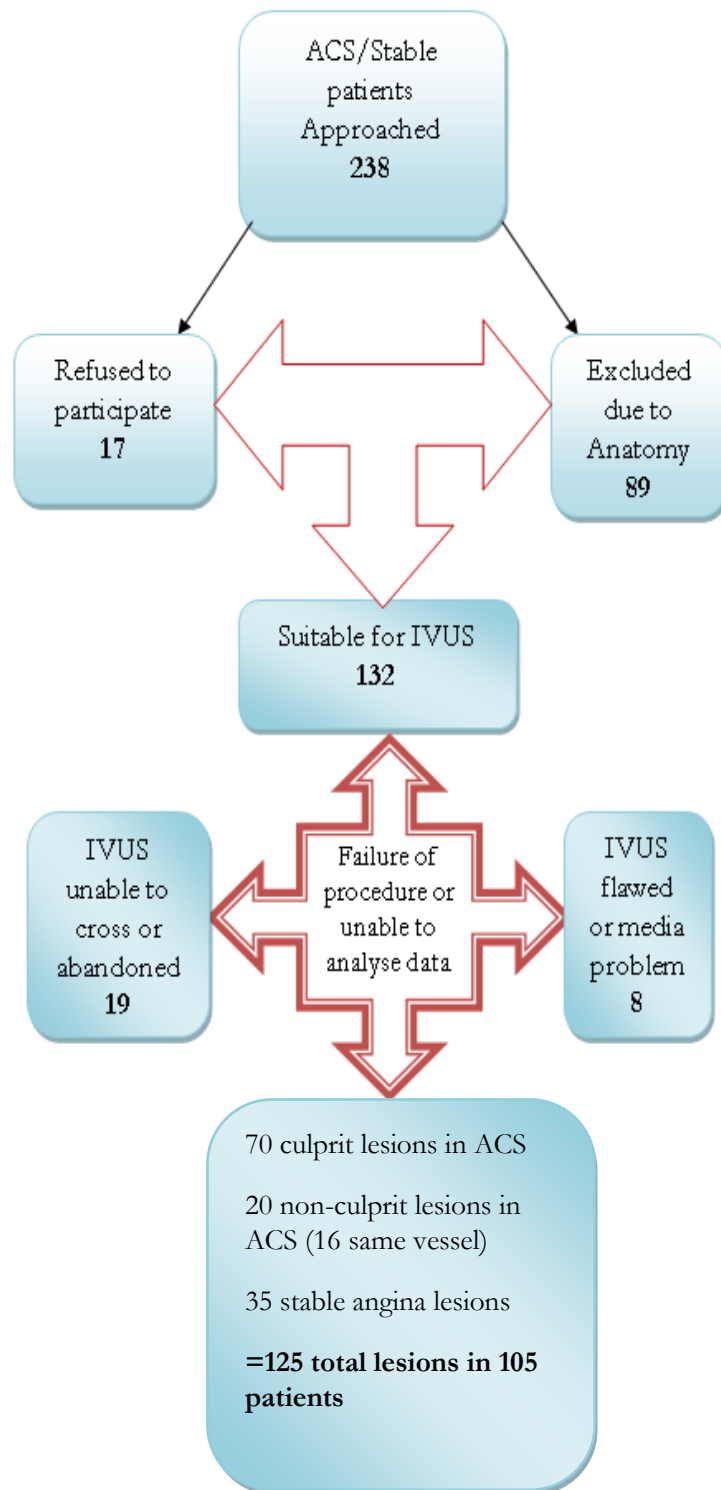 ACS/Stable
patients
Approached
238
Refused to
participate
17
Excluded
due to
Anatomy
89
Suitable for IVUS
132
IVUS
unable to
cross or
abandoned
19
Failure of
procedure or
unable to
analyse data
IVUS
flawed
or media
problem
8
70 culprit lesions in ACS
20 non-culprit lesions in
ACS (16 same vessel)
35 stable angina lesions
=125 total lesions in 105
patients